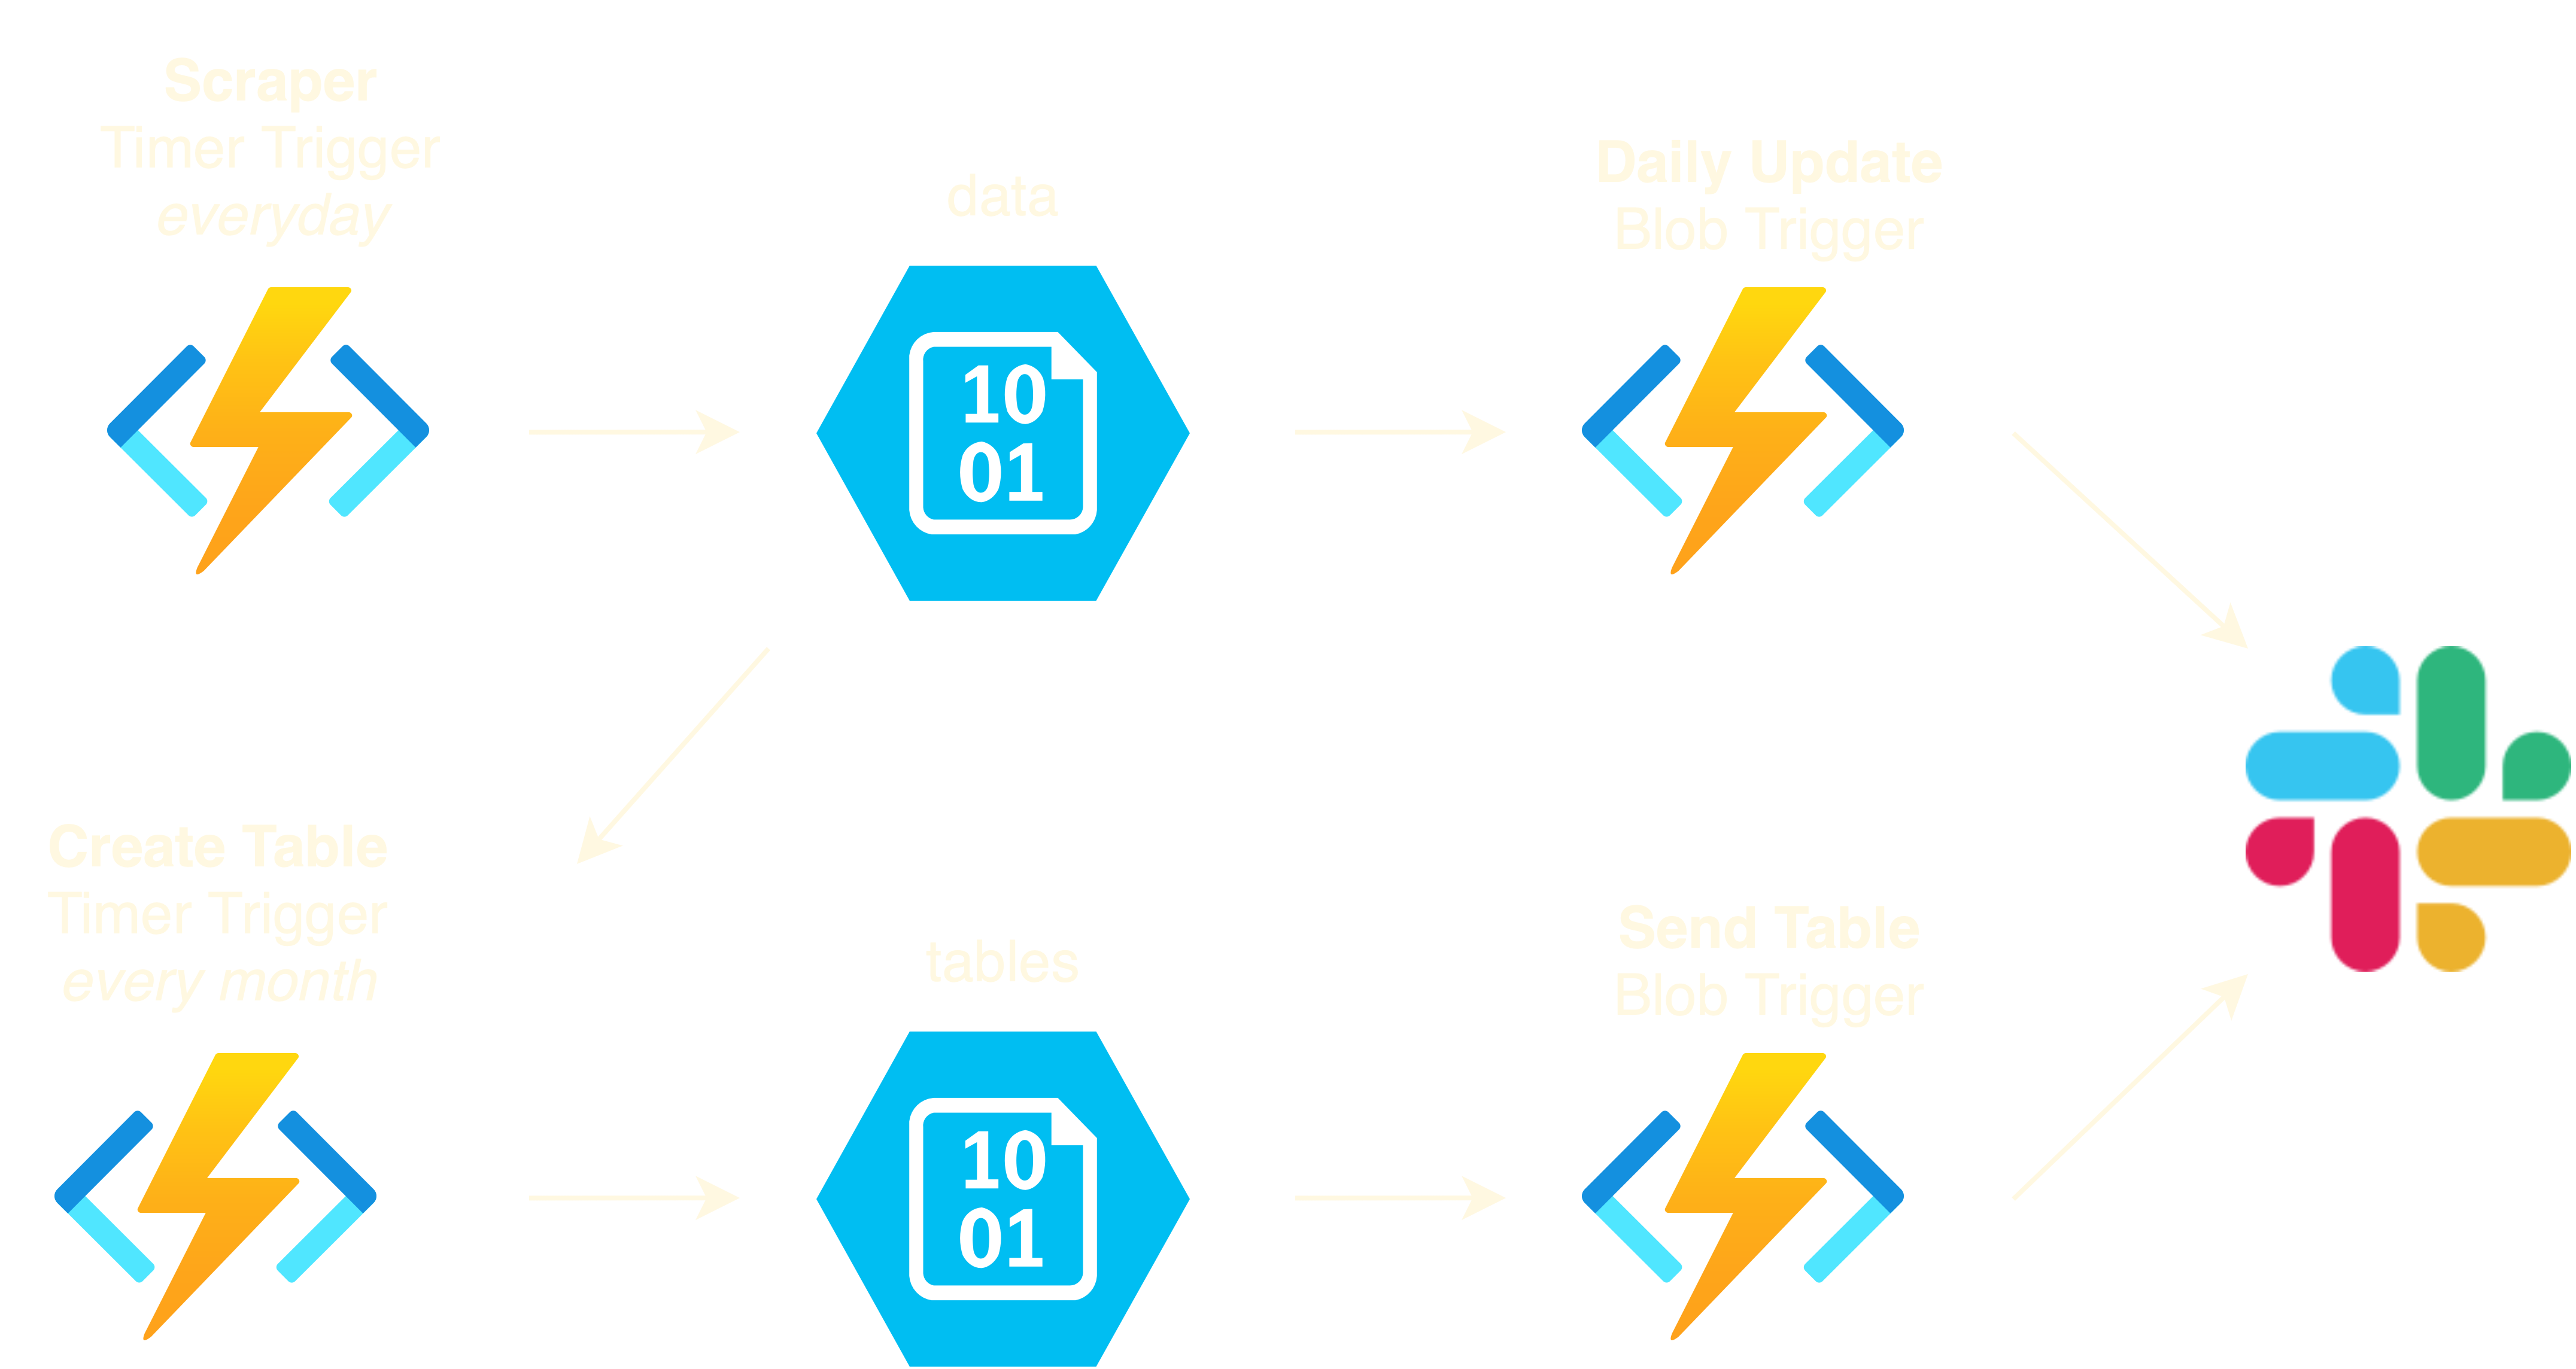 Scraper
Timer Trigger
everyday
data
10
01
Daily Update
Blob Trigger
Create Table
Timer Trigger
every month
tables
10
01
Send Table
Blob Trigger